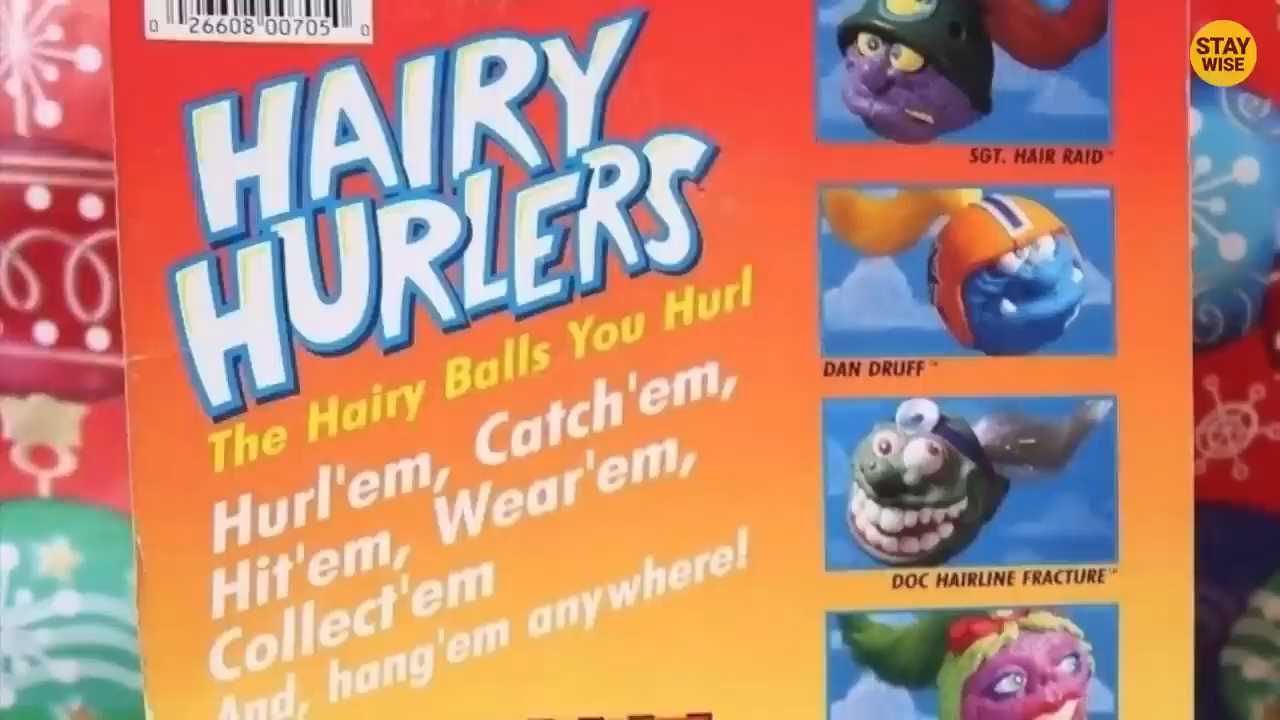 0 26608 00705 0
HAIRY
HURLERS™
The Hairy Balls You Hurl
Hurl'em, Catch'em,
Hit'em, Wear'em,
Collect'em
And, hang'em anywhere!
SGT. HAIR RAID™
DAN DRUFF™
DOC HAIRLINE FRACTURE™
STAY
WISE